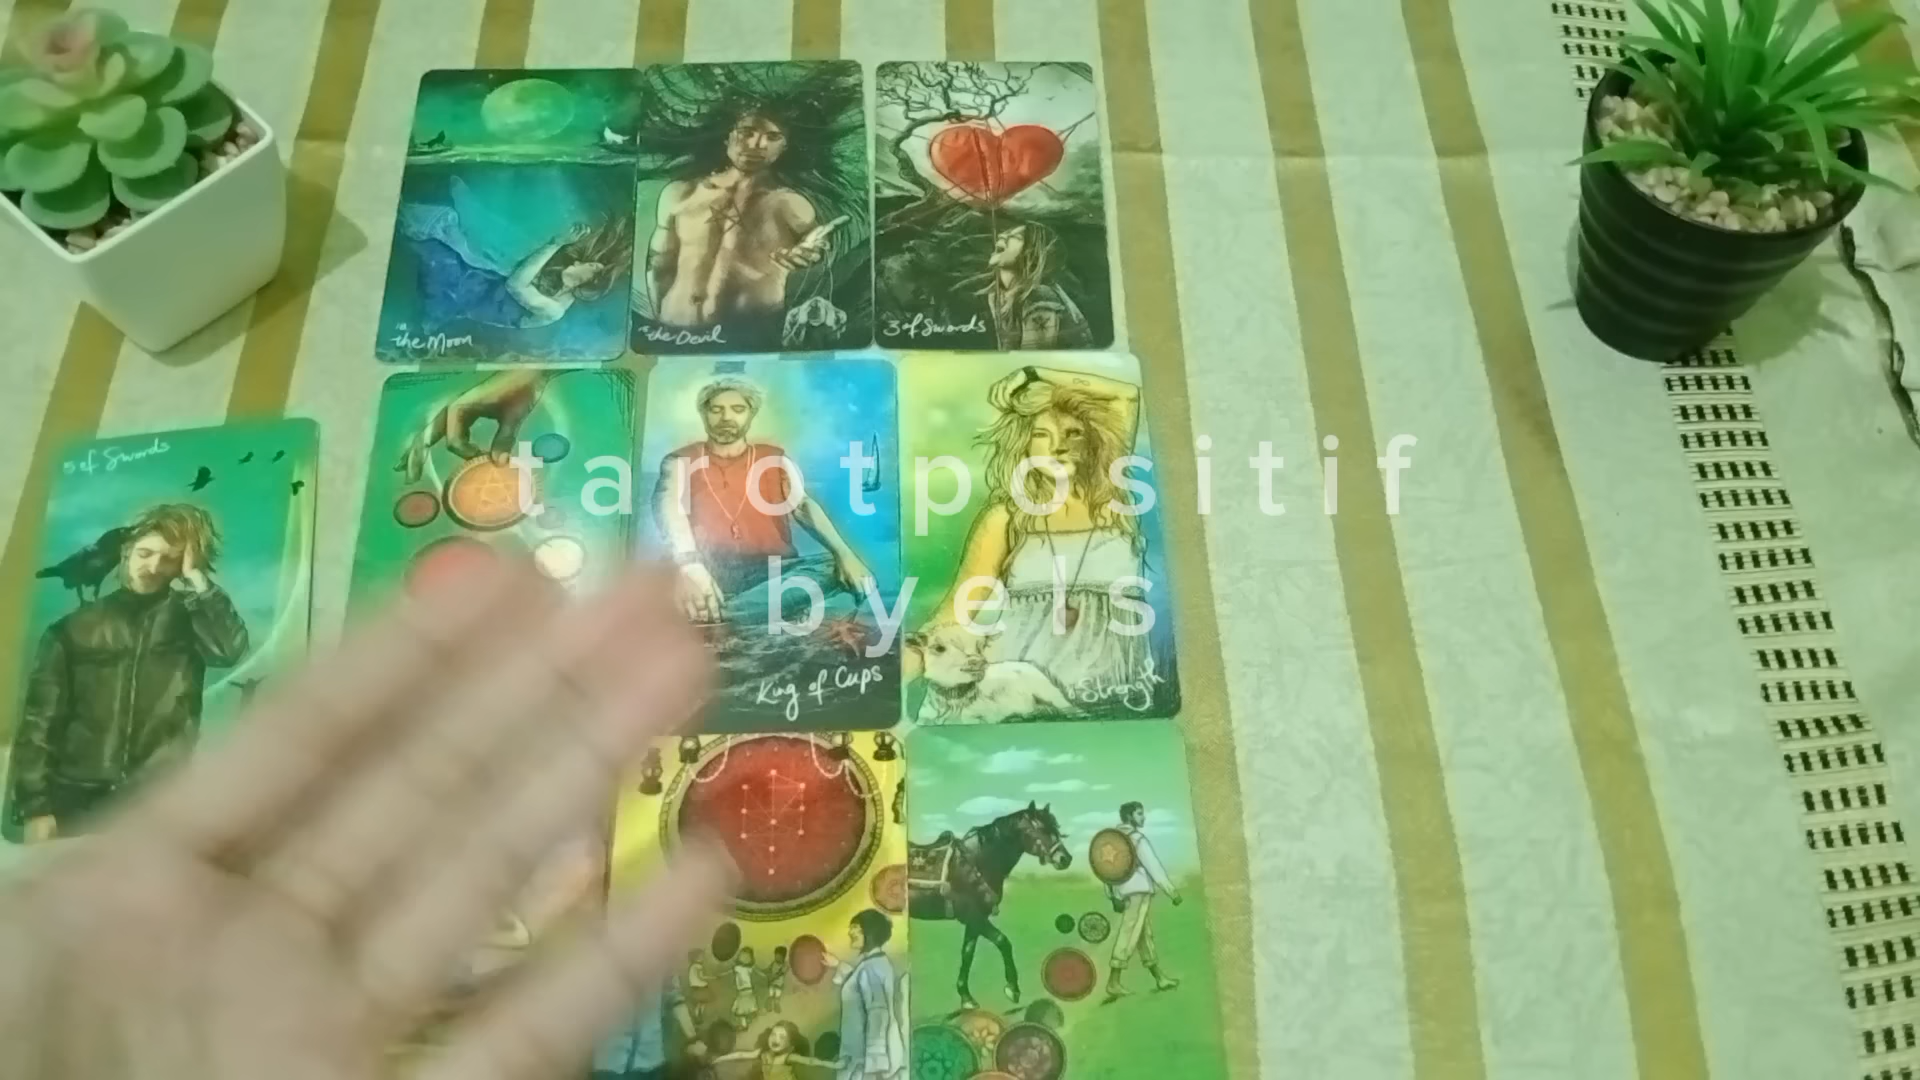 the Moon
the Devil
3 of Swords
5 of Swords
tarotpositif
byels
King of Cups
Strength